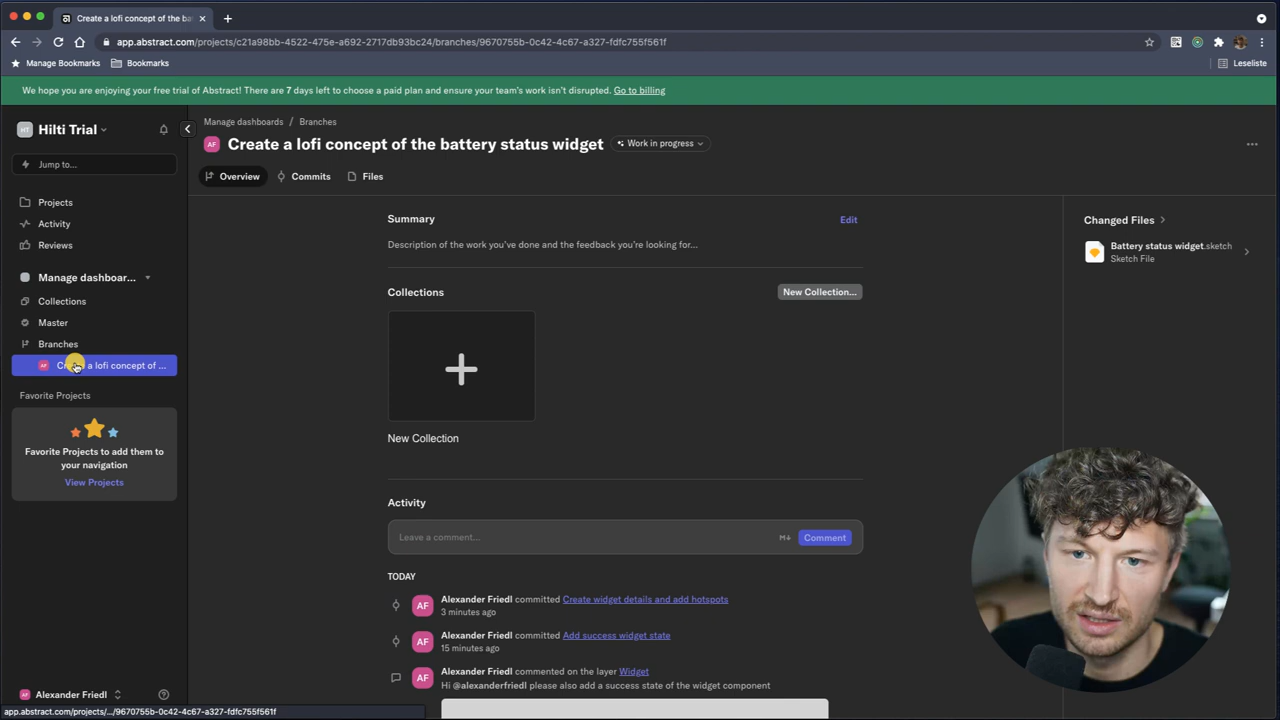 Create a lofi concept of the ba
app.abstract.com/projects/c21a98bb-4522-475e-a692-2717db93bc24/branches/9670755b-0c42-4c67-a327-fdfc755f561f
Manage Bookmarks
Bookmarks
Leseliste
We hope you are enjoying your free trial of Abstract! There are 7 days left to choose a paid plan and ensure your team's work isn't disrupted. Go to billing
HT
Hilti Trial
Manage dashboards / Branches
AF
Create a lofi concept of the battery status widget
Work in progress
Jump to...
Overview
Commits
Files
Projects
Activity
Reviews
Manage dashboar...
Collections
Master
Branches
AF
a lofi concept of ...
Favorite Projects
Favorite Projects to add them to
your navigation
View Projects
Summary
Edit
Description of the work you've done and the feedback you're looking for...
Collections
New Collection...
New Collection
Activity
Leave a comment...
M+
Comment
TODAY
AF
Alexander Friedl committed Create widget details and add hotspots
3 minutes ago
AF
Alexander Friedl committed Add success widget state
15 minutes ago
AF
Alexander Friedl commented on the layer Widget
Hi @alexanderfriedl please also add a success state of the widget component
Changed Files
Battery status widget.sketch
Sketch File
AF
Alexander Friedl
app.abstract.com/projects/.../9670755b-0c42-4c67-a327-fdfc755f561f